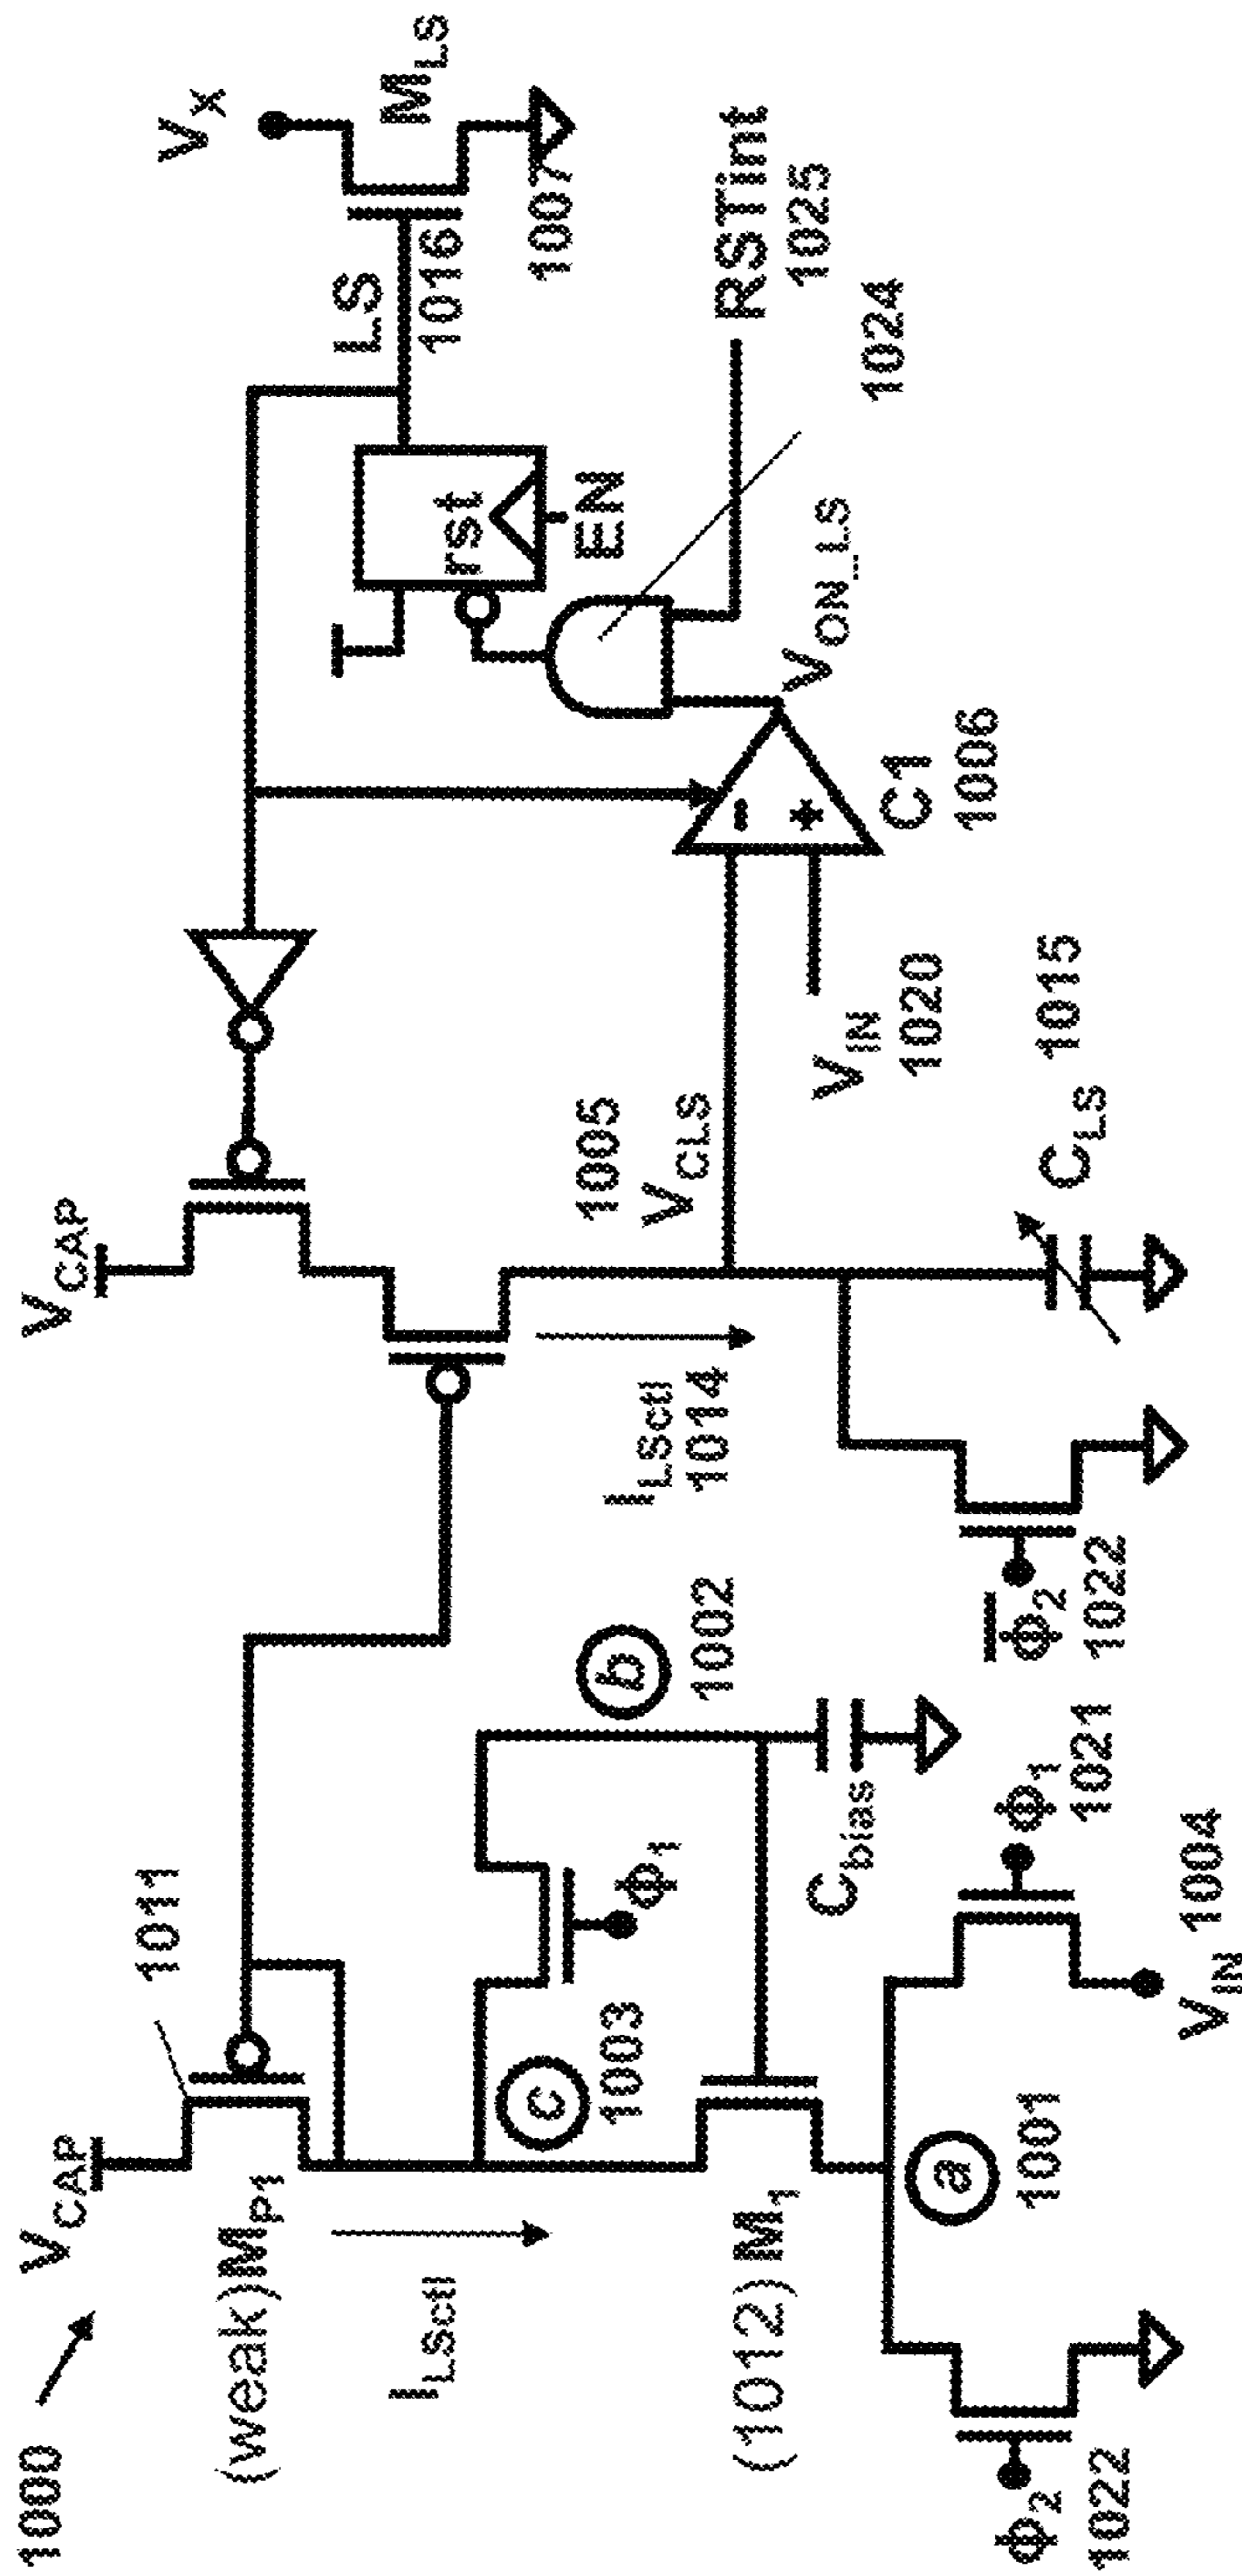 1000
V_CAP
(weak)M_P1
1011
I_LSctl
c
1003
Φ_1
(1012) M_1
a
1001
Φ_2
1022
V_IN
1004
Φ_1
1021
C_bias
b
1002
V_CAP
I_LSctl
1014
1005
V_CLS
Φ_2
1022
C_LS
1015
V_IN
1020
-
+
C1
1006
V_ON_LS
1024
RSTint
1025
rst
EN
LS
1016
V_X
M_LS
1007